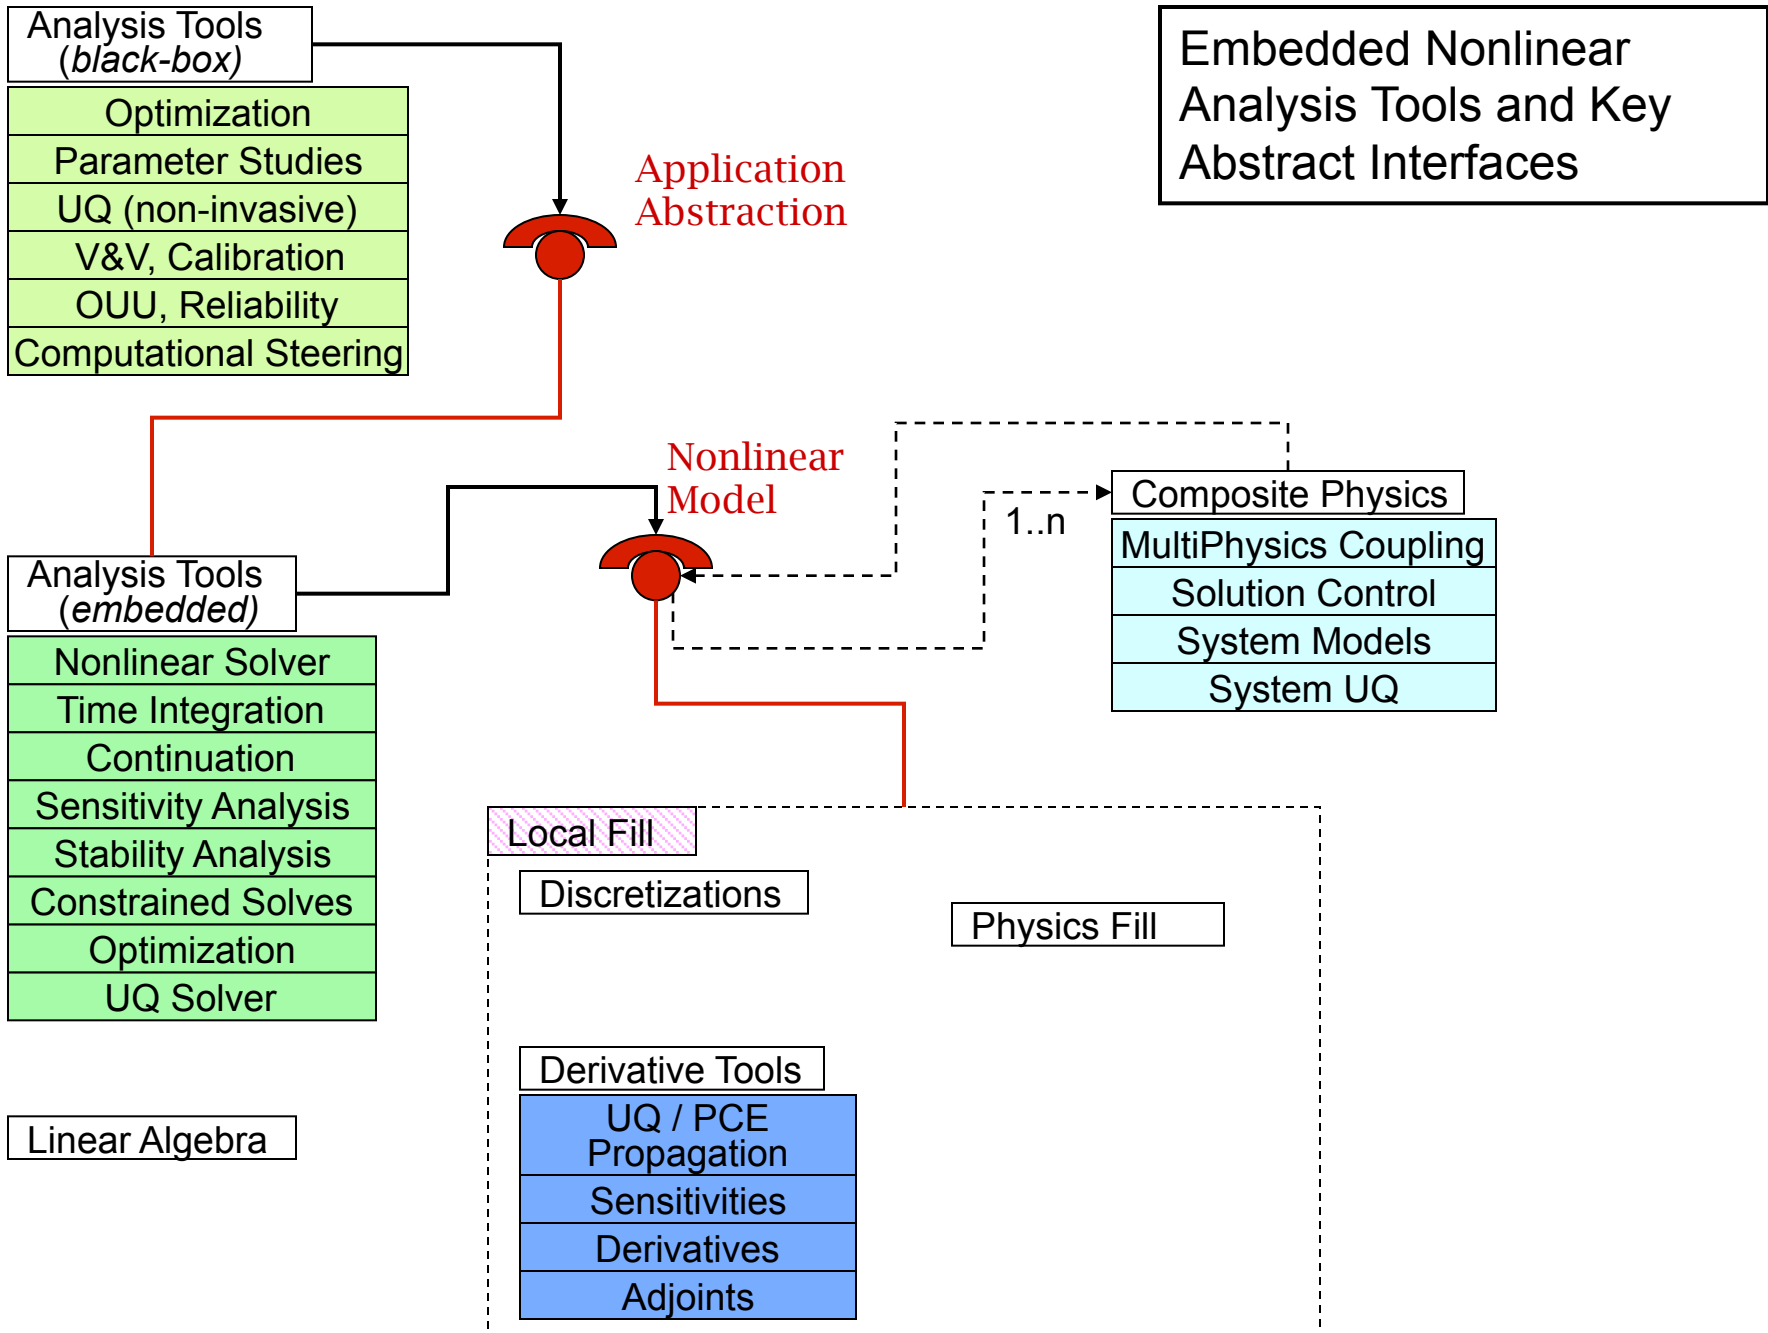 Analysis Tools
(black-box)
Optimization
Parameter Studies
UQ (non-invasive)
V&V, Calibration
OUU, Reliability
Computational Steering
Application
Abstraction
Embedded Nonlinear
Analysis Tools and Key
Abstract Interfaces
Nonlinear
Model
1..n
Composite Physics
MultiPhysics Coupling
Solution Control
System Models
System UQ
Analysis Tools
(embedded)
Nonlinear Solver
Time Integration
Continuation
Sensitivity Analysis
Stability Analysis
Constrained Solves
Optimization
UQ Solver
Linear Algebra
Local Fill
Discretizations
Physics Fill
Derivative Tools
UQ / PCE
Propagation
Sensitivities
Derivatives
Adjoints